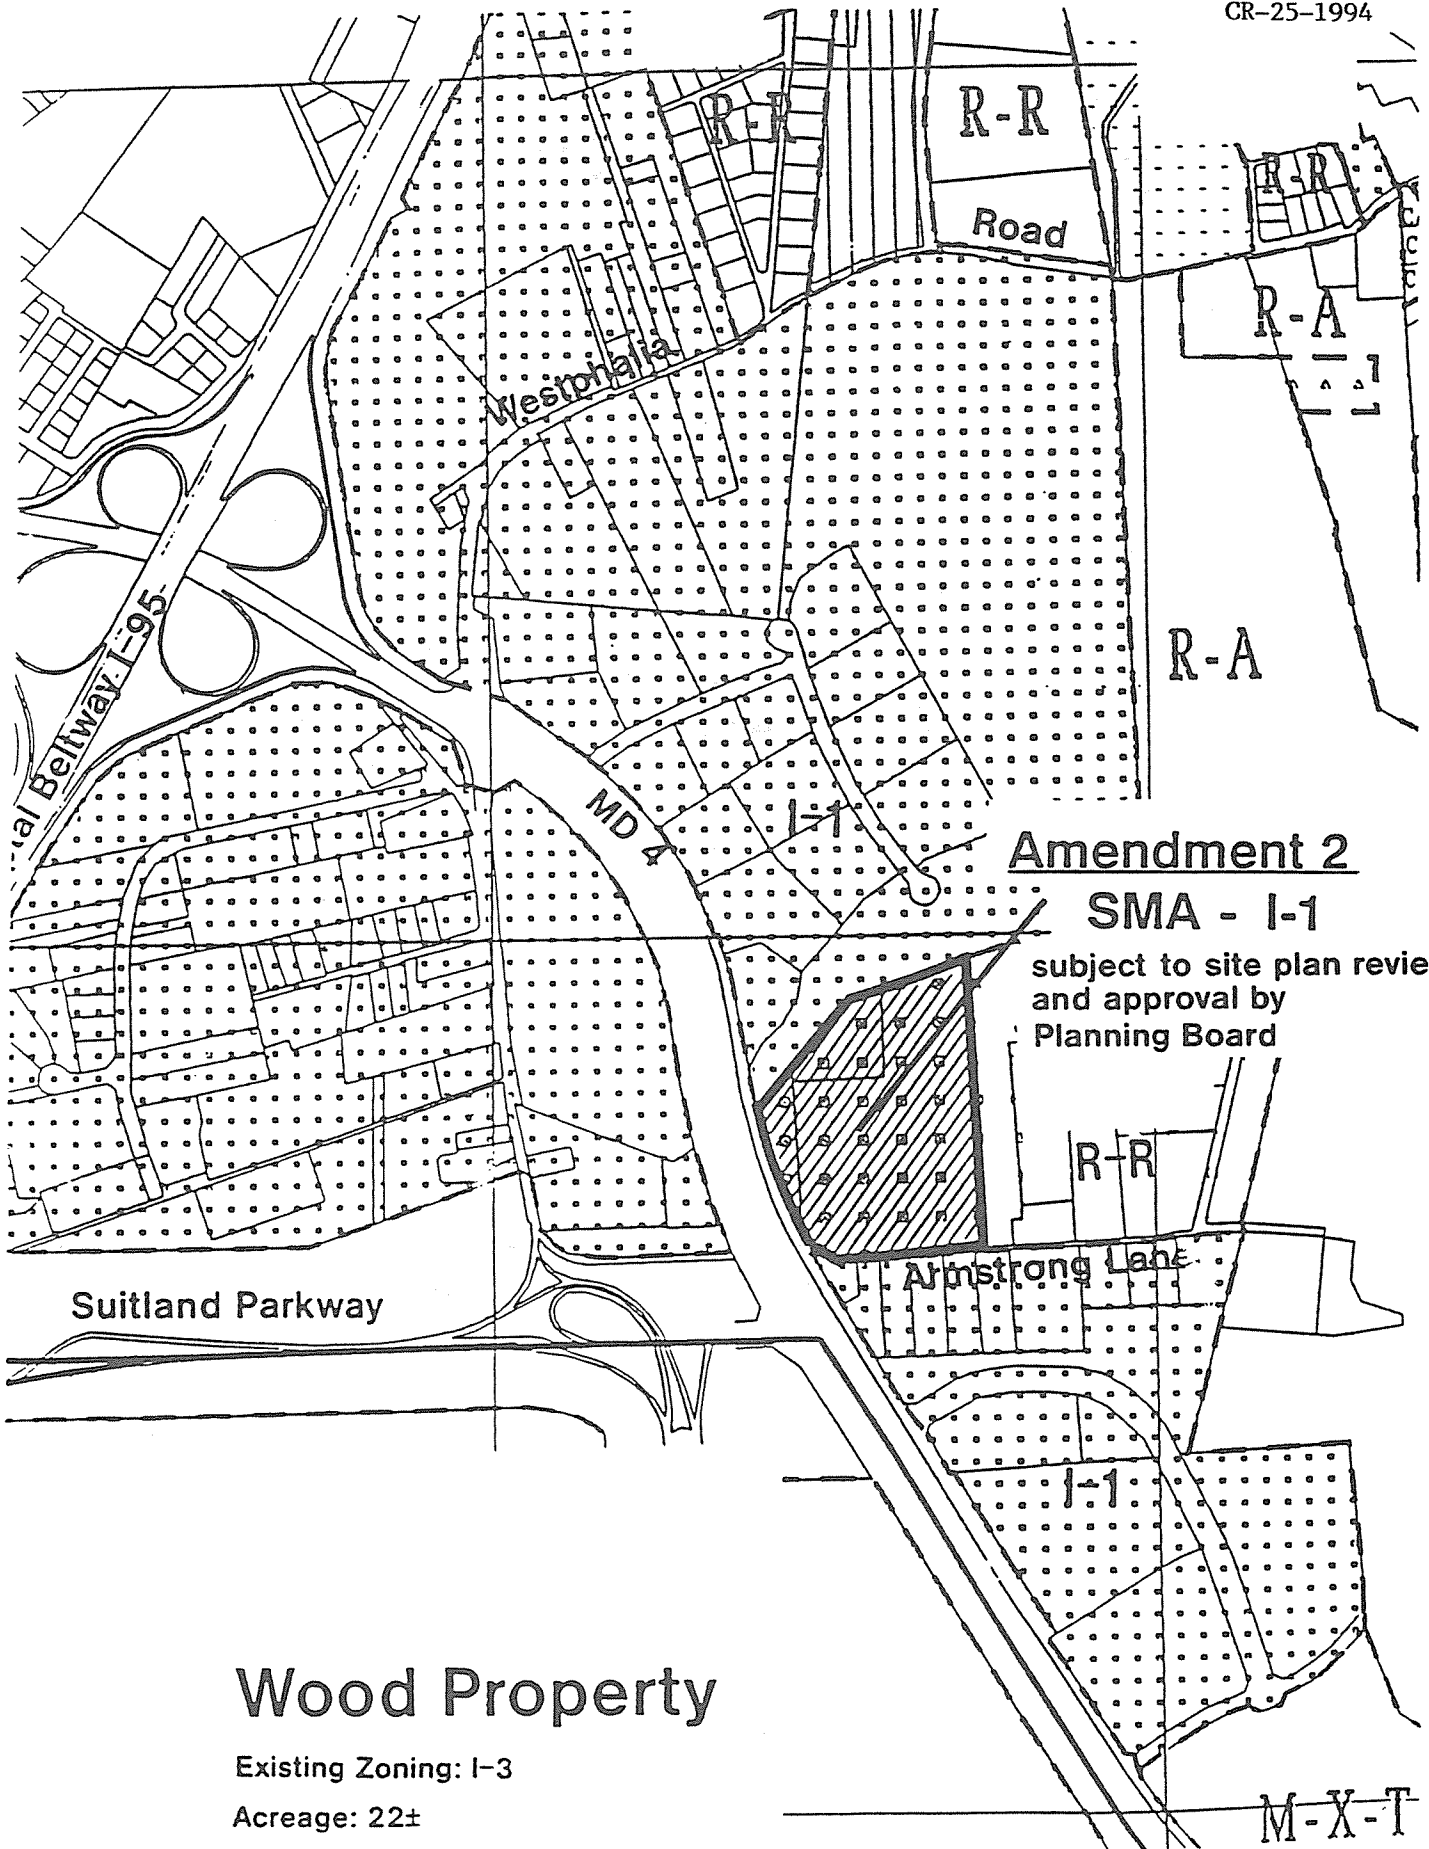 CR-25-1994
R-R
R-R
R-R
Road
R-A
Westphalia
I-95
Beltway
R-A
MD 4
I-1
Amendment 2
SMA - I-1
subject to site plan revie
and approval by
Planning Board
R-R
Armstrong Lane
Suitland Parkway
I-1
Wood Property
Existing Zoning: I-3
Acreage: 22±
M-X-T